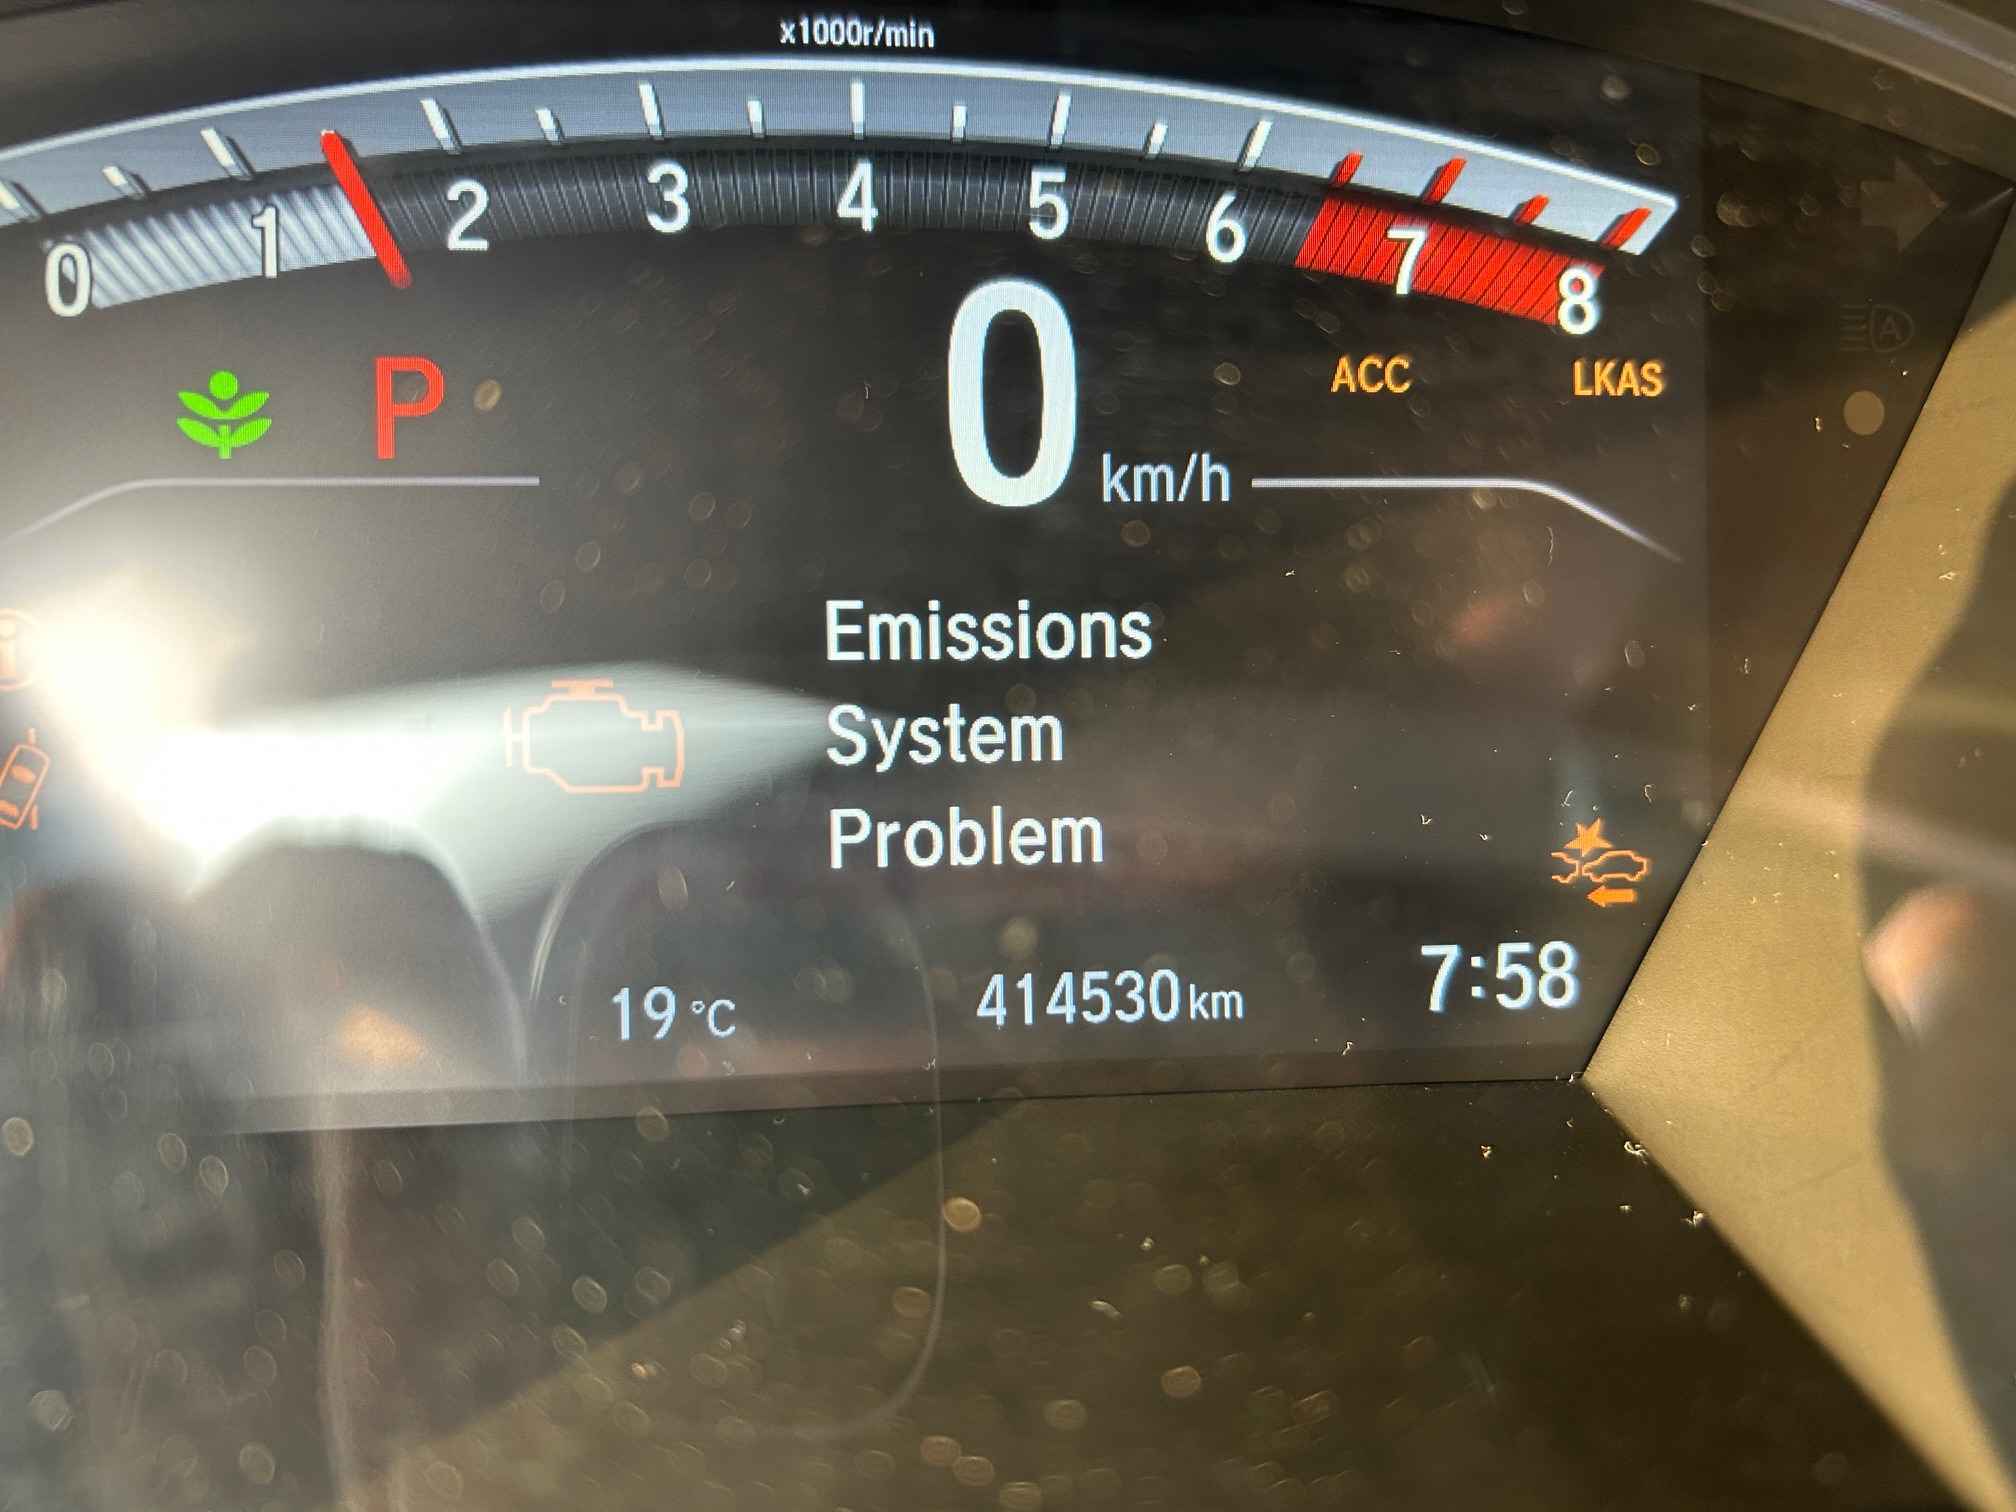 x1000r/min
0 1 2 3 4 5 6 7 8
P
0 km/h
ACC LKAS
Emissions
System
Problem
19 °C 414530 km 7:58
A